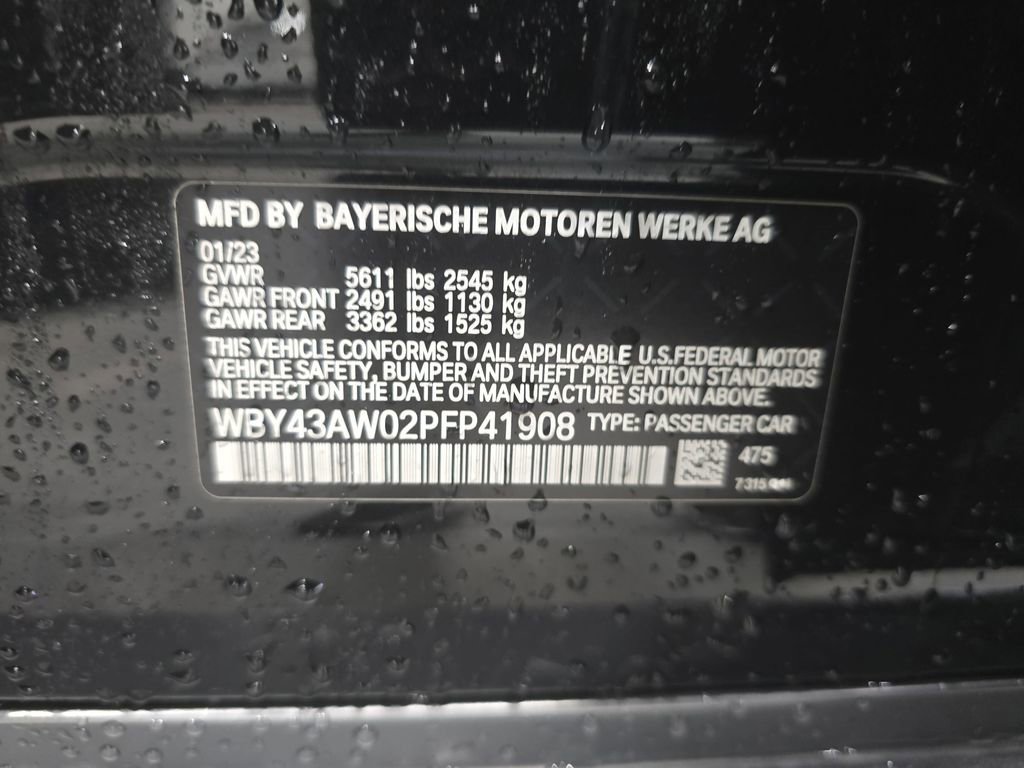 MFD BY BAYERISCHE MOTOREN WERKE AG
01/23
GVWR 5611 lbs 2545 kg
GAWR FRONT 2491 lbs 1130 kg
GAWR REAR 3362 lbs 1525 kg
THIS VEHICLE CONFORMS TO ALL APPLICABLE U.S.FEDERAL MOTOR
VEHICLE SAFETY, BUMPER AND THEFT PREVENTION STANDARDS
IN EFFECT ON THE DATE OF MANUFACTURE SHOWN ABOVE.
WBY43AW02PFP41908 TYPE: PASSENGER CAR
475
7315